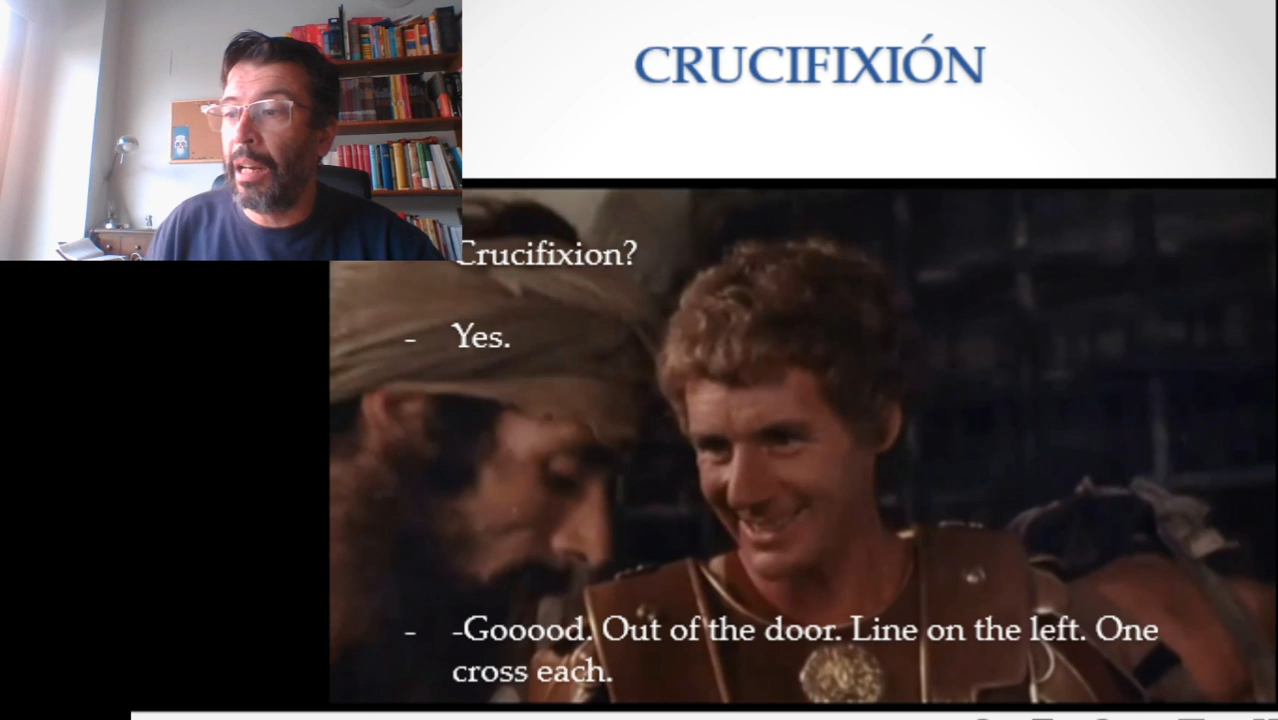 CRUCIFIXIÓN
Crucifixion?
- Yes.
- -Gooood. Out of the door. Line on the left. One
cross each.